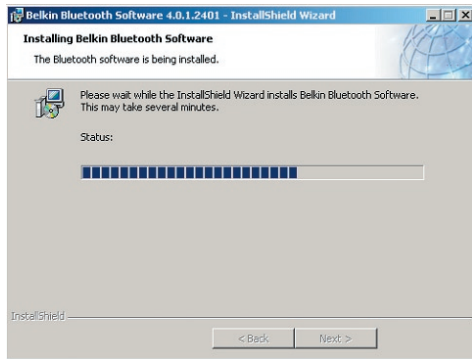 Belkin Bluetooth Software 4.0.1.2401 - InstallShield Wizard
Installing Belkin Bluetooth Software
The Bluetooth software is being installed.
Please wait while the InstallShield Wizard installs Belkin Bluetooth Software.
This may take several minutes.
Status:
InstallShield
< Back
Next >